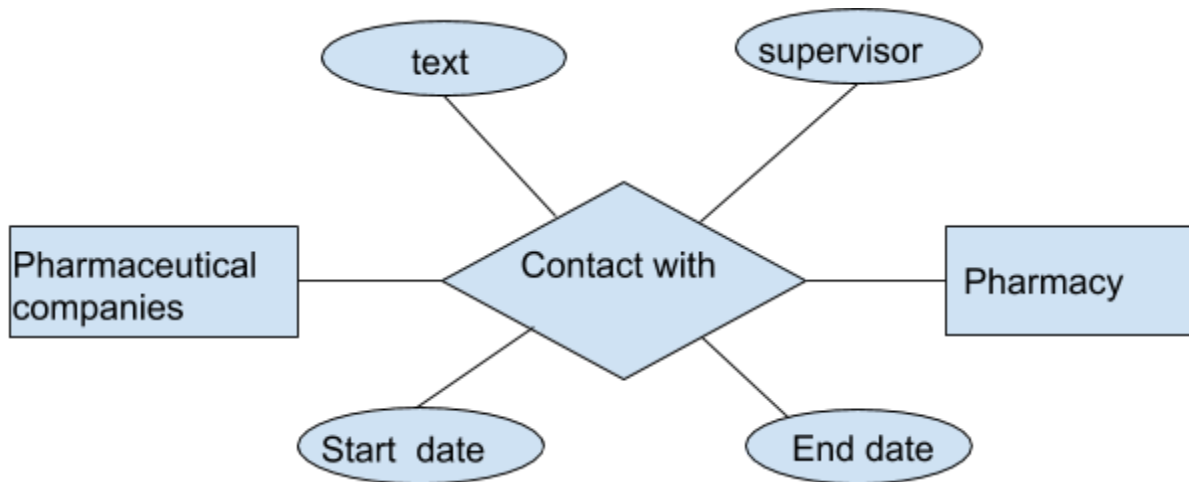 text
supervisor
Pharmaceutical
companies
Contact with
Pharmacy
Start date
End date